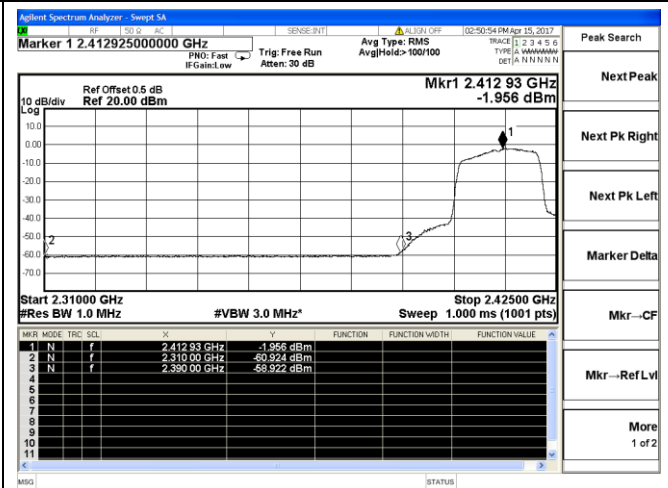 Agilent Spectrum Analyzer - Swept SA
RF 50 Ω AC SENSE:INT ALIGN OFF 02:50:54 PM Apr 15, 2017
Marker 1 2.412925000000 GHz
PNO: Fast
IFGain:Low
Trig: Free Run
Atten: 30 dB
Avg Type: RMS
Avg|Hold:>100/100
TRACE 1 2 3 4 5 6
TYPE A WWWWW
DET A N N N N N
Peak Search
Ref Offset 0.5 dB
Ref 20.00 dBm
10 dB/div
Log
Mkr1 2.412 93 GHz
-1.956 dBm
10.0
0.00
-10.0
-20.0
-30.0
-40.0
-50.0
-60.0
-70.0
1
2
3
Start 2.31000 GHz
Stop 2.42500 GHz
#Res BW 1.0 MHz
#VBW 3.0 MHz*
Sweep 1.000 ms (1001 pts)
MKR MODE TRC SCL X Y FUNCTION FUNCTION WIDTH FUNCTION VALUE
1 N f 2.412 93 GHz -1.956 dBm
2 N f 2.310 00 GHz -60.924 dBm
3 N f 2.390 00 GHz -58.922 dBm
4
5
6
7
8
9
10
11
MSG
STATUS
Next Peak
Next Pk Right
Next Pk Left
Marker Delta
Mkr→CF
Mkr→Ref Lvl
More
1 of 2